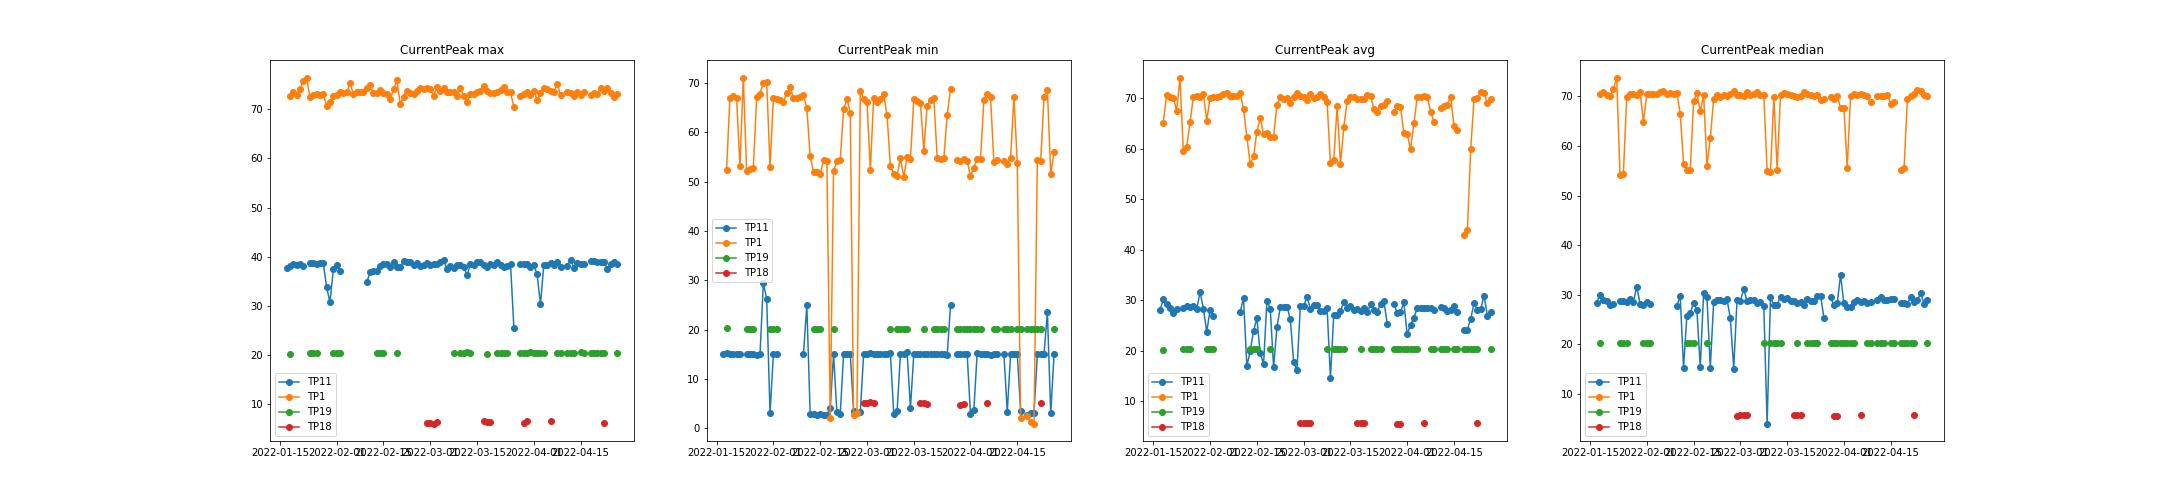 CurrentPeak max
70
60
50
40
30
20
10
TP11
TP1
TP19
TP18
2022-01-15
2022-02-01
2022-02-15
2022-03-01
2022-03-15
2022-04-01
2022-04-15
CurrentPeak min
70
60
50
40
30
20
10
0
TP11
TP1
TP19
TP18
2022-01-15
2022-02-01
2022-02-15
2022-03-01
2022-03-15
2022-04-01
2022-04-15
CurrentPeak avg
70
60
50
40
30
20
10
TP11
TP1
TP19
TP18
2022-01-15
2022-02-01
2022-02-15
2022-03-01
2022-03-15
2022-04-01
2022-04-15
CurrentPeak median
70
60
50
40
30
20
10
TP11
TP1
TP19
TP18
2022-01-15
2022-02-01
2022-02-15
2022-03-01
2022-03-15
2022-04-01
2022-04-15